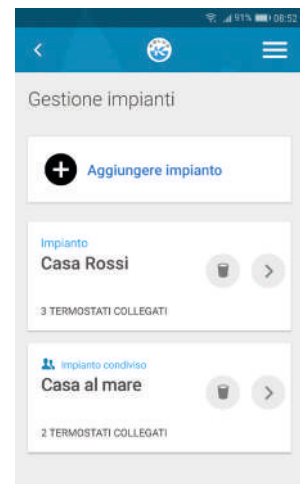 91% 08:52
Gestione impianti
Aggiungere impianto
Impianto
Casa Rossi
3 TERMOSTATI COLLEGATI
Impianto condiviso
Casa al mare
2 TERMOSTATI COLLEGATI